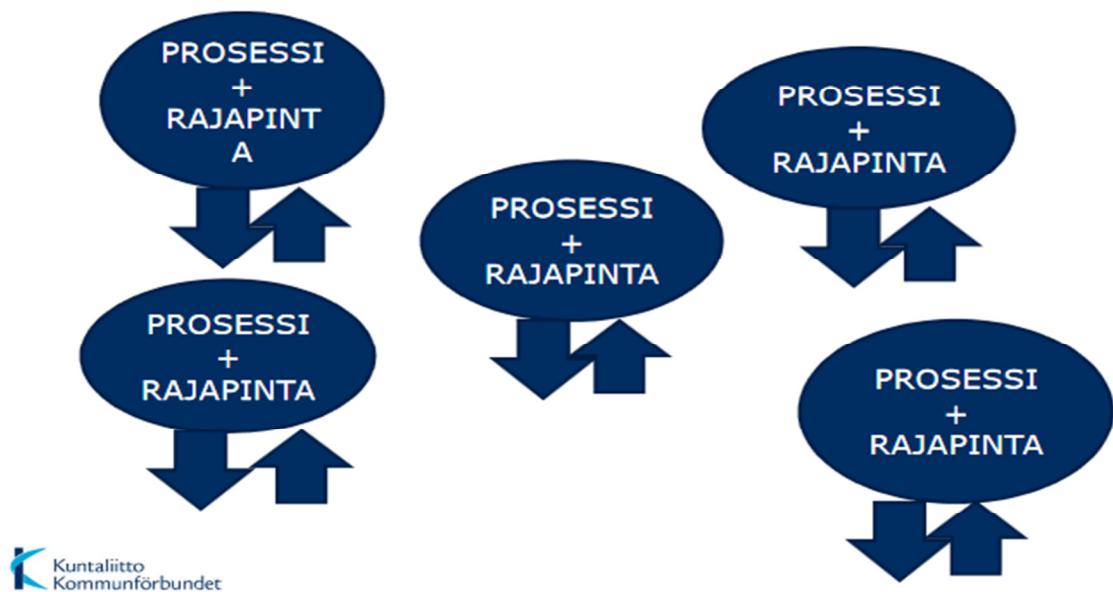 PROSESSI
+
RAJAPINT
A
PROSESSI
+
RAJAPINTA
PROSESSI
+
RAJAPINTA
PROSESSI
+
RAJAPINTA
PROSESSI
+
RAJAPINTA
Kuntaliitto
Kommunförbundet